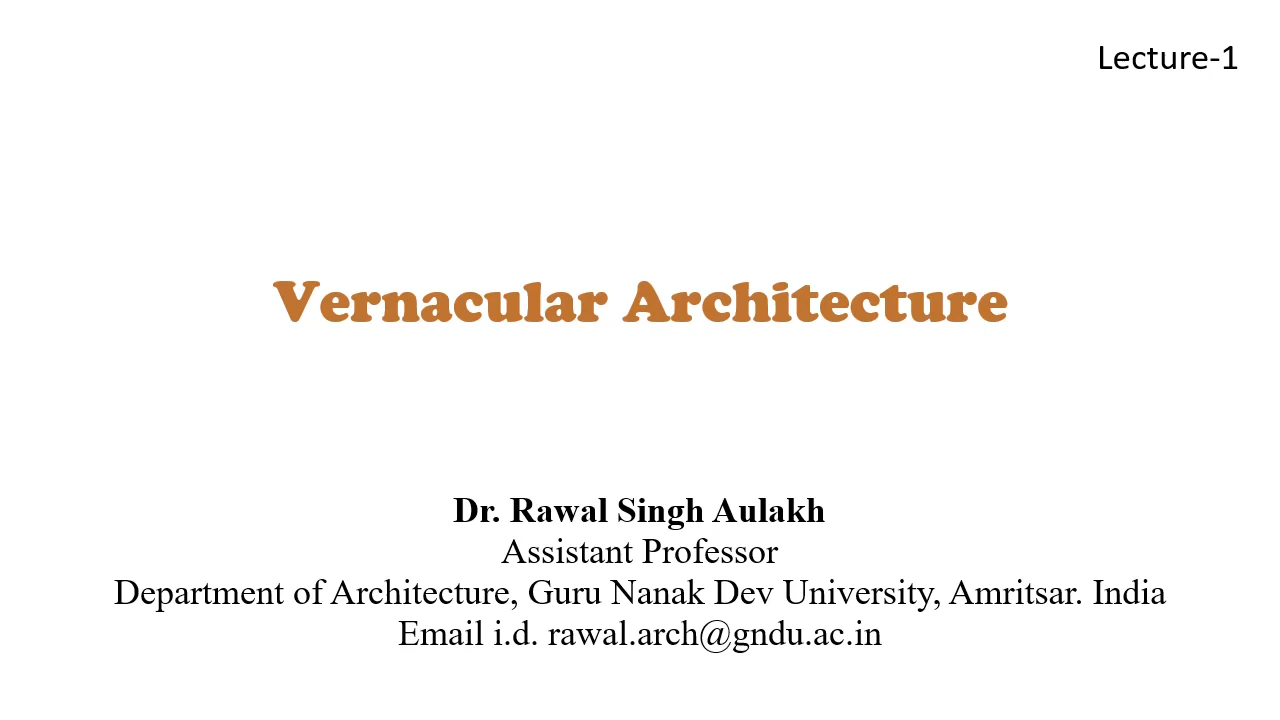 Lecture-1
Vernacular Architecture
Dr. Rawal Singh Aulakh
Assistant Professor
Department of Architecture, Guru Nanak Dev University, Amritsar. India
Email i.d. rawal.arch@gndu.ac.in